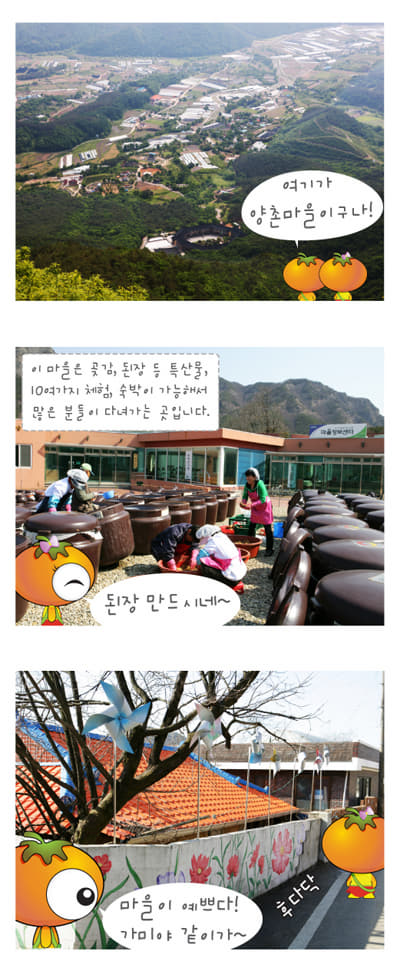 여기가
양촌마을이구나!
이 마을은 곶감, 된장 등 특산물,
10여가지 체험, 숙박이 가능해서
많은 분들이 다녀가는 곳입니다.
마을정보센터
된장 만드시네~
마을이 예쁘다!
가미야 같이가~
후다닥